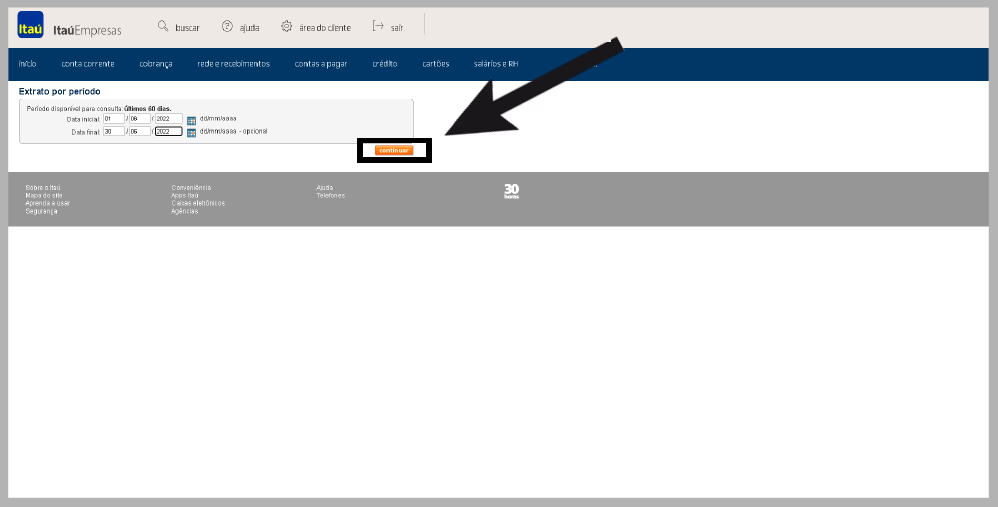 Itaú ItaúEmpresas buscar ajuda área do cliente sair
início conta corrente cobrança rede e recebimentos contas a pagar crédito cartões salários e RH
Extrato por período
Período disponível para consulta: últimos 60 dias.
Data inicial: 01 / 06 / 2022 dd/mm/aaaa
Data final: 30 / 06 / 2022 dd/mm/aaaa - opcional
continuar
Sobre o Itaú Conveniência Ajuda 30 horas
Mapa do site Apps Itaú Telefones
Aprenda a usar Caixas eletrônicos
Segurança Agências